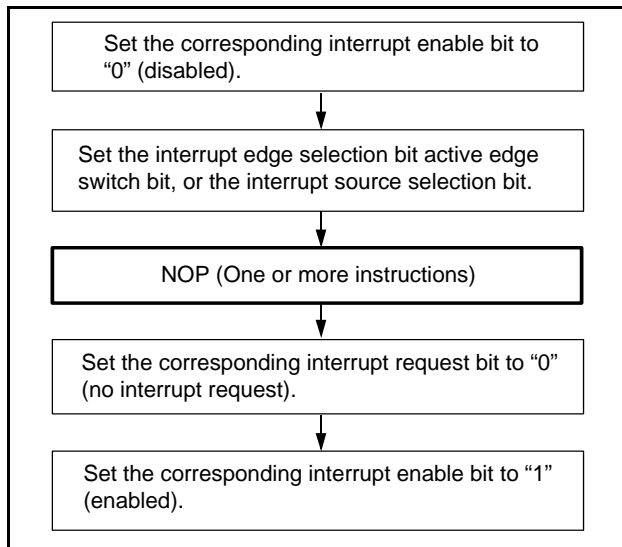 Set the corresponding interrupt enable bit to
“0” (disabled).
Set the interrupt edge selection bit active edge
switch bit, or the interrupt source selection bit.
NOP (One or more instructions)
Set the corresponding interrupt request bit to “0”
(no interrupt request).
Set the corresponding interrupt enable bit to “1”
(enabled).